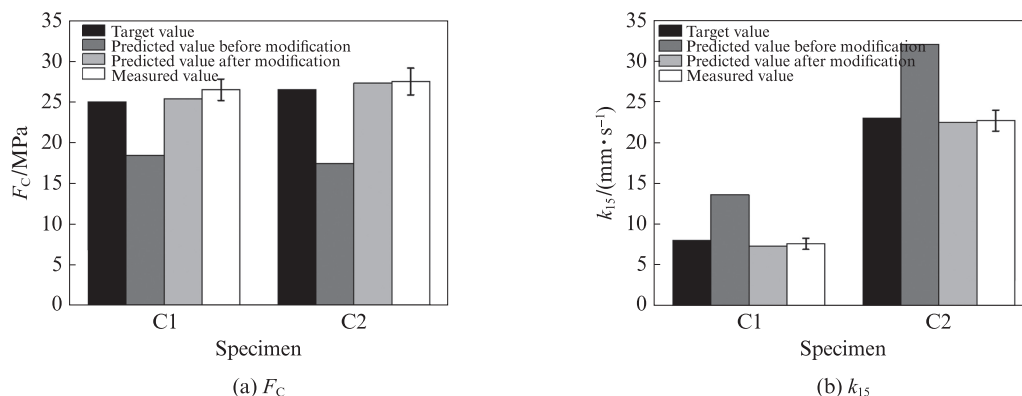 35
30
25
20
15
10
5
0
F_C/MPa
Target value
Predicted value before modification
Predicted value after modification
Measured value
C1
C2
Specimen
(a) F_C
35
30
25
20
15
10
5
0
k_15/(mm·s⁻¹)
Target value
Predicted value before modification
Predicted value after modification
Measured value
C1
C2
Specimen
(b) k_15